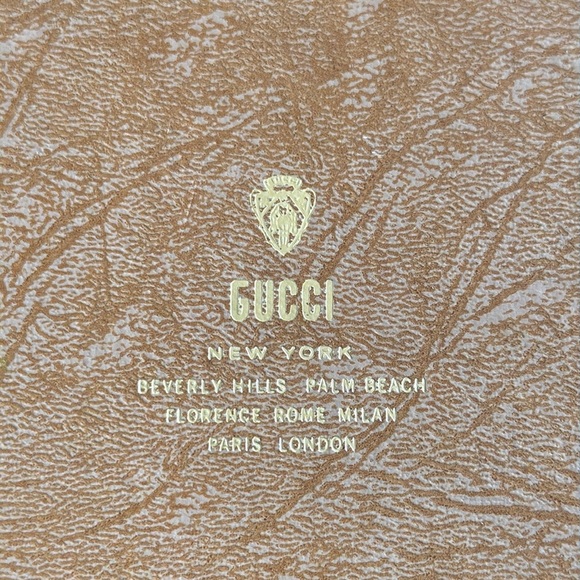 GUCCI
NEW YORK
BEVERLY HILLS PALM BEACH
FLORENCE ROME MILAN
PARIS LONDON